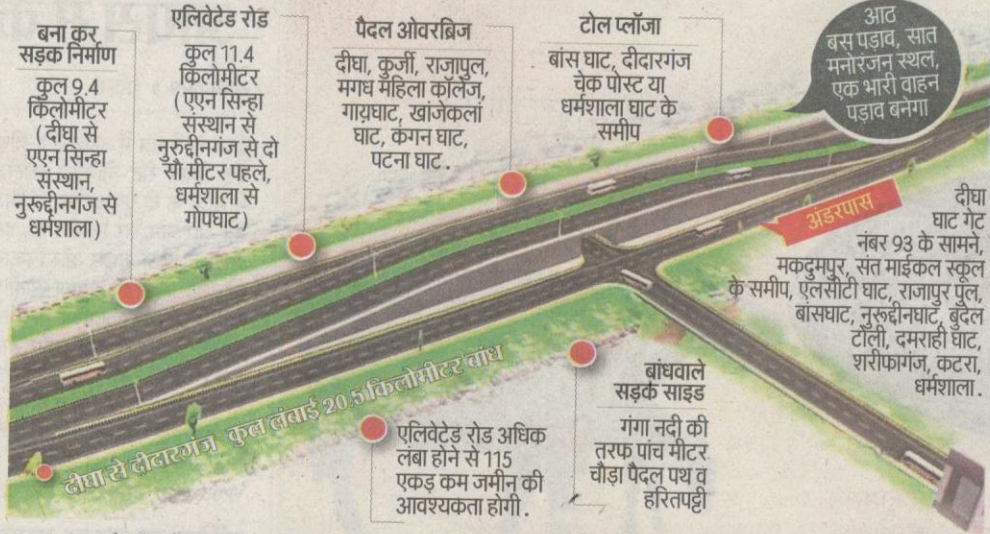 बना कर
सड़क निर्माण
कुल 9.4
किलोमीटर
(दीघा से
एएन सिन्हा
संस्थान,
नुरूद्दीनगंज से
धर्मशाला)
एलिवेटेड रोड
कुल 11.4
किलोमीटर
(एएन सिन्हा
संस्थान से
नुरुद्दीनगंज से दो
सौ मीटर पहले,
धर्मशाला से
गोपघाट)
पैदल ओवरब्रिज
दीघा, कुर्जी, राजापुल,
मगध महिला कॉलेज,
गायघाट, खांजेकलां
घाट, कंगन घाट,
पटना घाट.
टोल प्लॉजा
बांस घाट, दीदारगंज
चेक पोस्ट या
धर्मशाला घाट के
समीप
आठ
बस पड़ाव, सात
मनोरंजन स्थल,
एक भारी वाहन
पड़ाव बनेगा
अंडरपास
दीघा
घाट गेट
नंबर 93 के सामने,
मकदुमपुर, संत माईकल स्कूल
के समीप, एलसीटी घाट, राजापुर पुल,
बांसघाट, नुरूद्दीनघाट, बुंदेल
टोली, दमराही घाट,
शरीफागंज, कटरा,
धर्मशाला.
दीघा से दीदारगंज कुल लंबाई 20.5 किलोमीटर बांध
एलिवेटेड रोड अधिक
लंबा होने से 115
एकड़ कम जमीन की
आवश्यकता होगी.
बांधवाले
सड़क साइड
गंगा नदी की
तरफ पांच मीटर
चौड़ा पैदल पथ व
हरितपट्टी